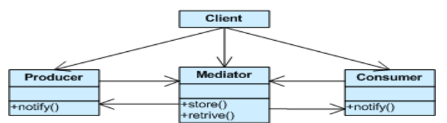 Client
Producer
Mediator
Consumer
+notify()
+store()
+notify()
+retrive()